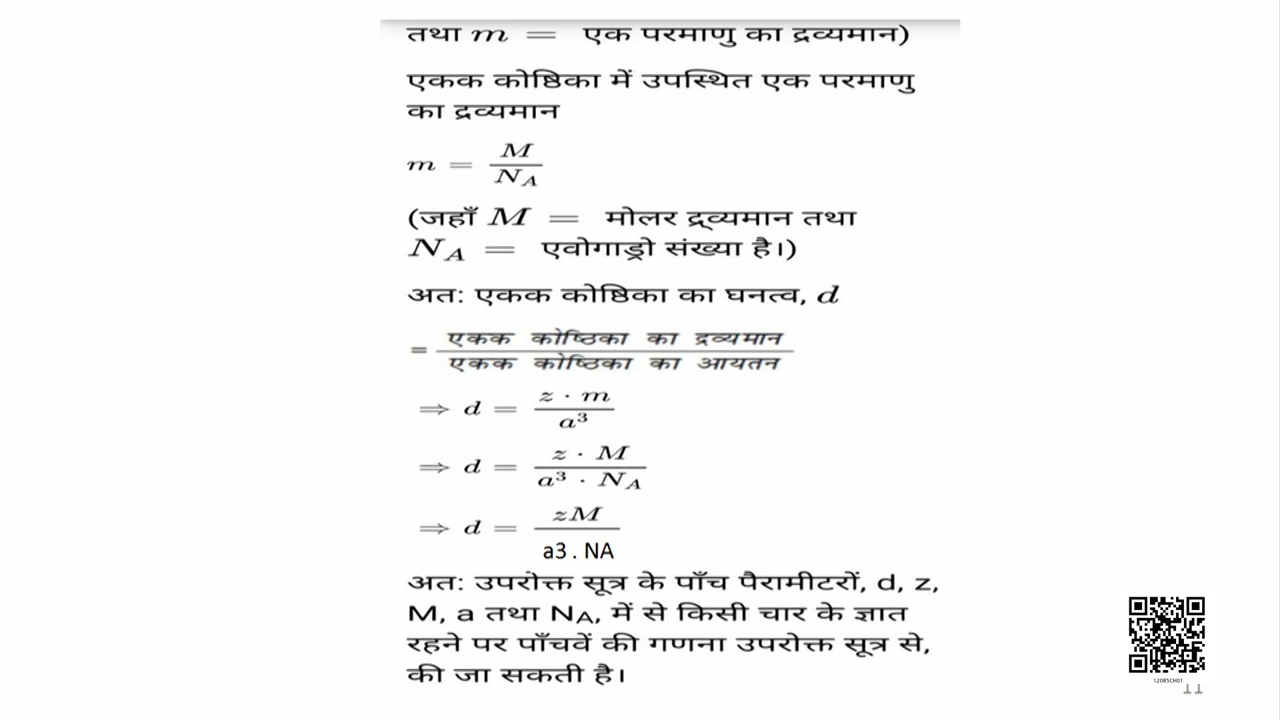 तथा m = एक परमाणु का द्रव्यमान)
एकक कोष्ठिका में उपस्थित एक परमाणु
का द्रव्यमान
m = M / N_A
(जहाँ M = मोलर द्रव्यमान तथा
N_A = एवोगाड्रो संख्या है।)
अत: एकक कोष्ठिका का घनत्व, d
= एकक कोष्ठिका का द्रव्यमान / एकक कोष्ठिका का आयतन
⇒ d = z · m / a³
⇒ d = z · M / a³ · N_A
⇒ d = zM / a3 . NA
अत: उपरोक्त सूत्र के पाँच पैरामीटरों, d, z,
M, a तथा N_A, में से किसी चार के ज्ञात
रहने पर पाँचवें की गणना उपरोक्त सूत्र से,
की जा सकती है।
12085CH01
11